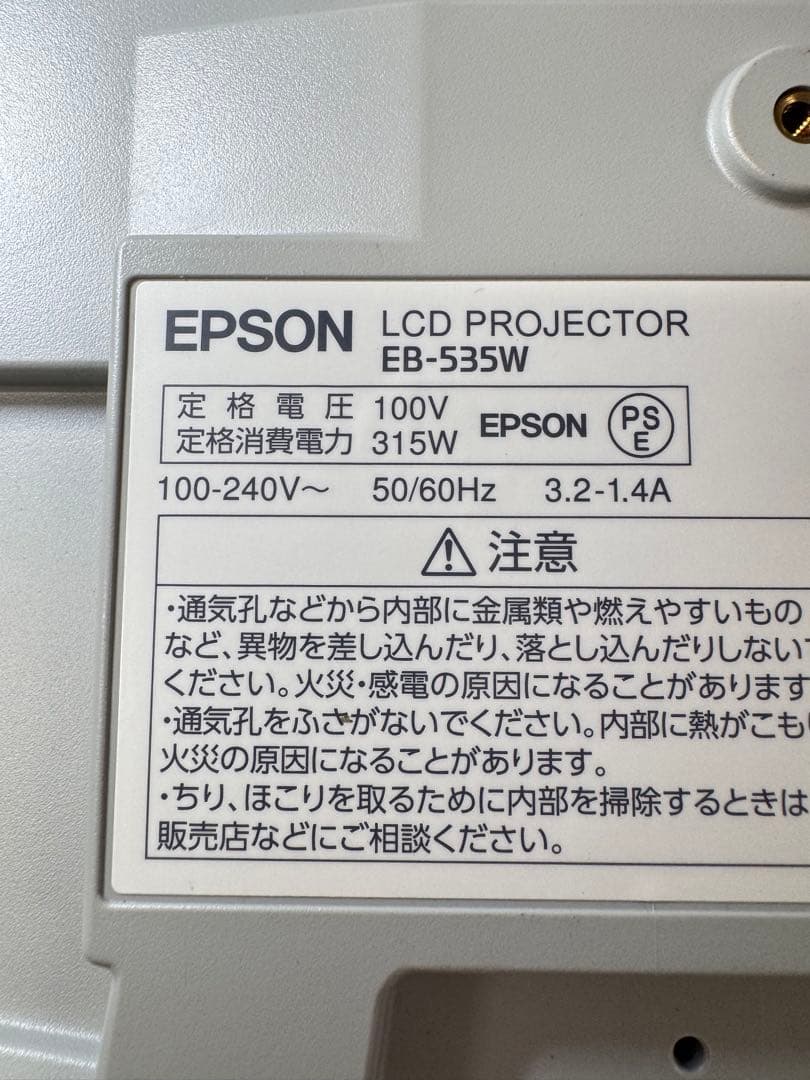 EPSON LCD PROJECTOR
EB-535W
定格電圧 100V
定格消費電力 315W
EPSON PSE
100-240V～ 50/60Hz 3.2-1.4A
⚠注意
・通気孔などから内部に金属類や燃えやすいもの
など、異物を差し込んだり、落とし込んだりしない
ください。火災・感電の原因になることがあります
・通気孔をふさがないでください。内部に熱がこも
火災の原因になることがあります。
・ちり、ほこりを取るために内部を掃除するときは
販売店などにご相談ください。